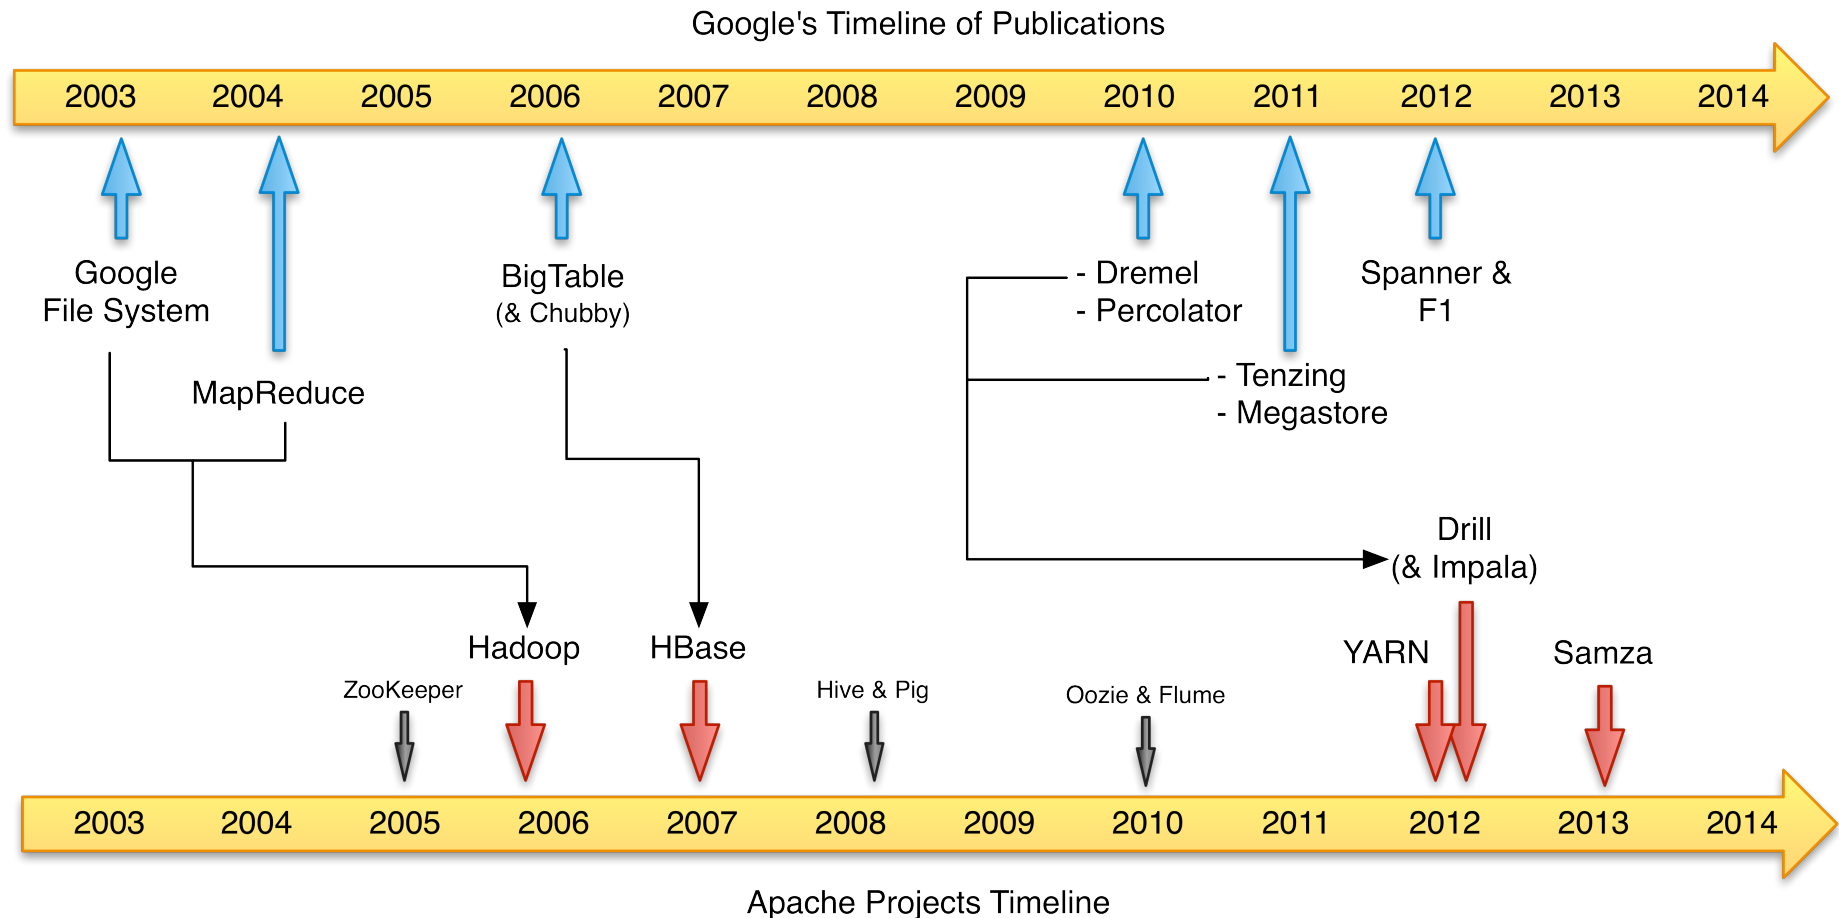 Google's Timeline of Publications
2003 2004 2005 2006 2007 2008 2009 2010 2011 2012 2013 2014
Google
File System
MapReduce
BigTable
(& Chubby)
- Dremel
- Percolator
- Tenzing
- Megastore
Spanner &
F1
Drill
(& Impala)
Hadoop
HBase
YARN
Samza
ZooKeeper
Hive & Pig
Oozie & Flume
2003 2004 2005 2006 2007 2008 2009 2010 2011 2012 2013 2014
Apache Projects Timeline